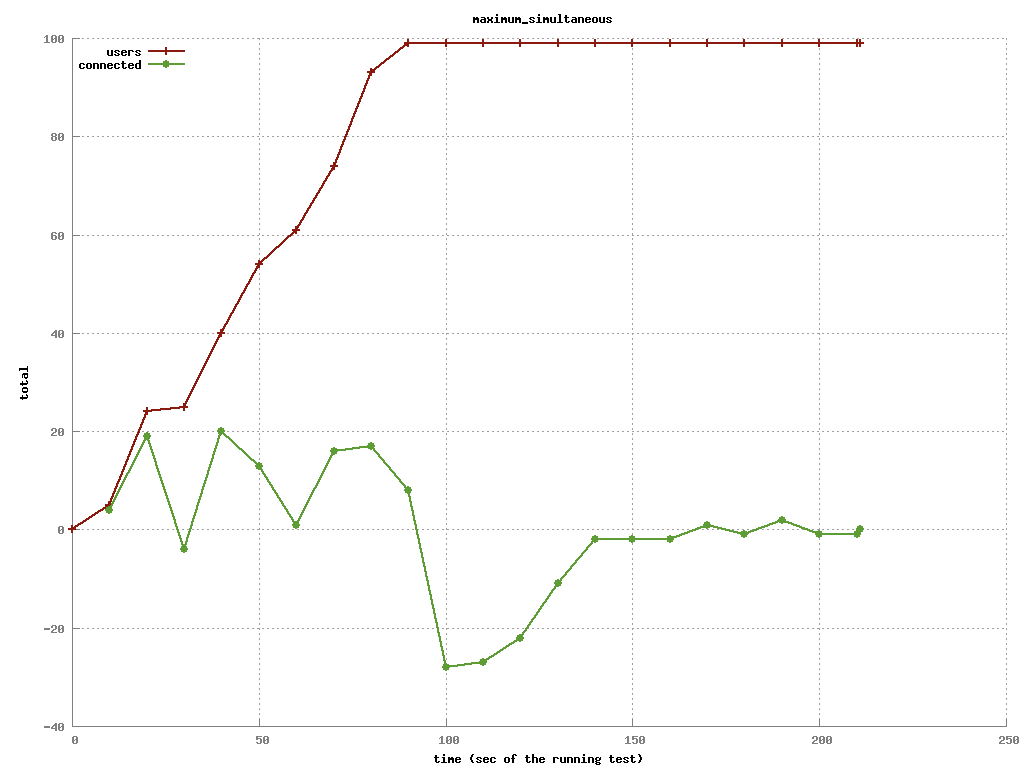 maximum_simultaneous
users
connected
100
80
60
40
20
0
-20
-40
total
0 50 100 150 200 250
time (sec of the running test)